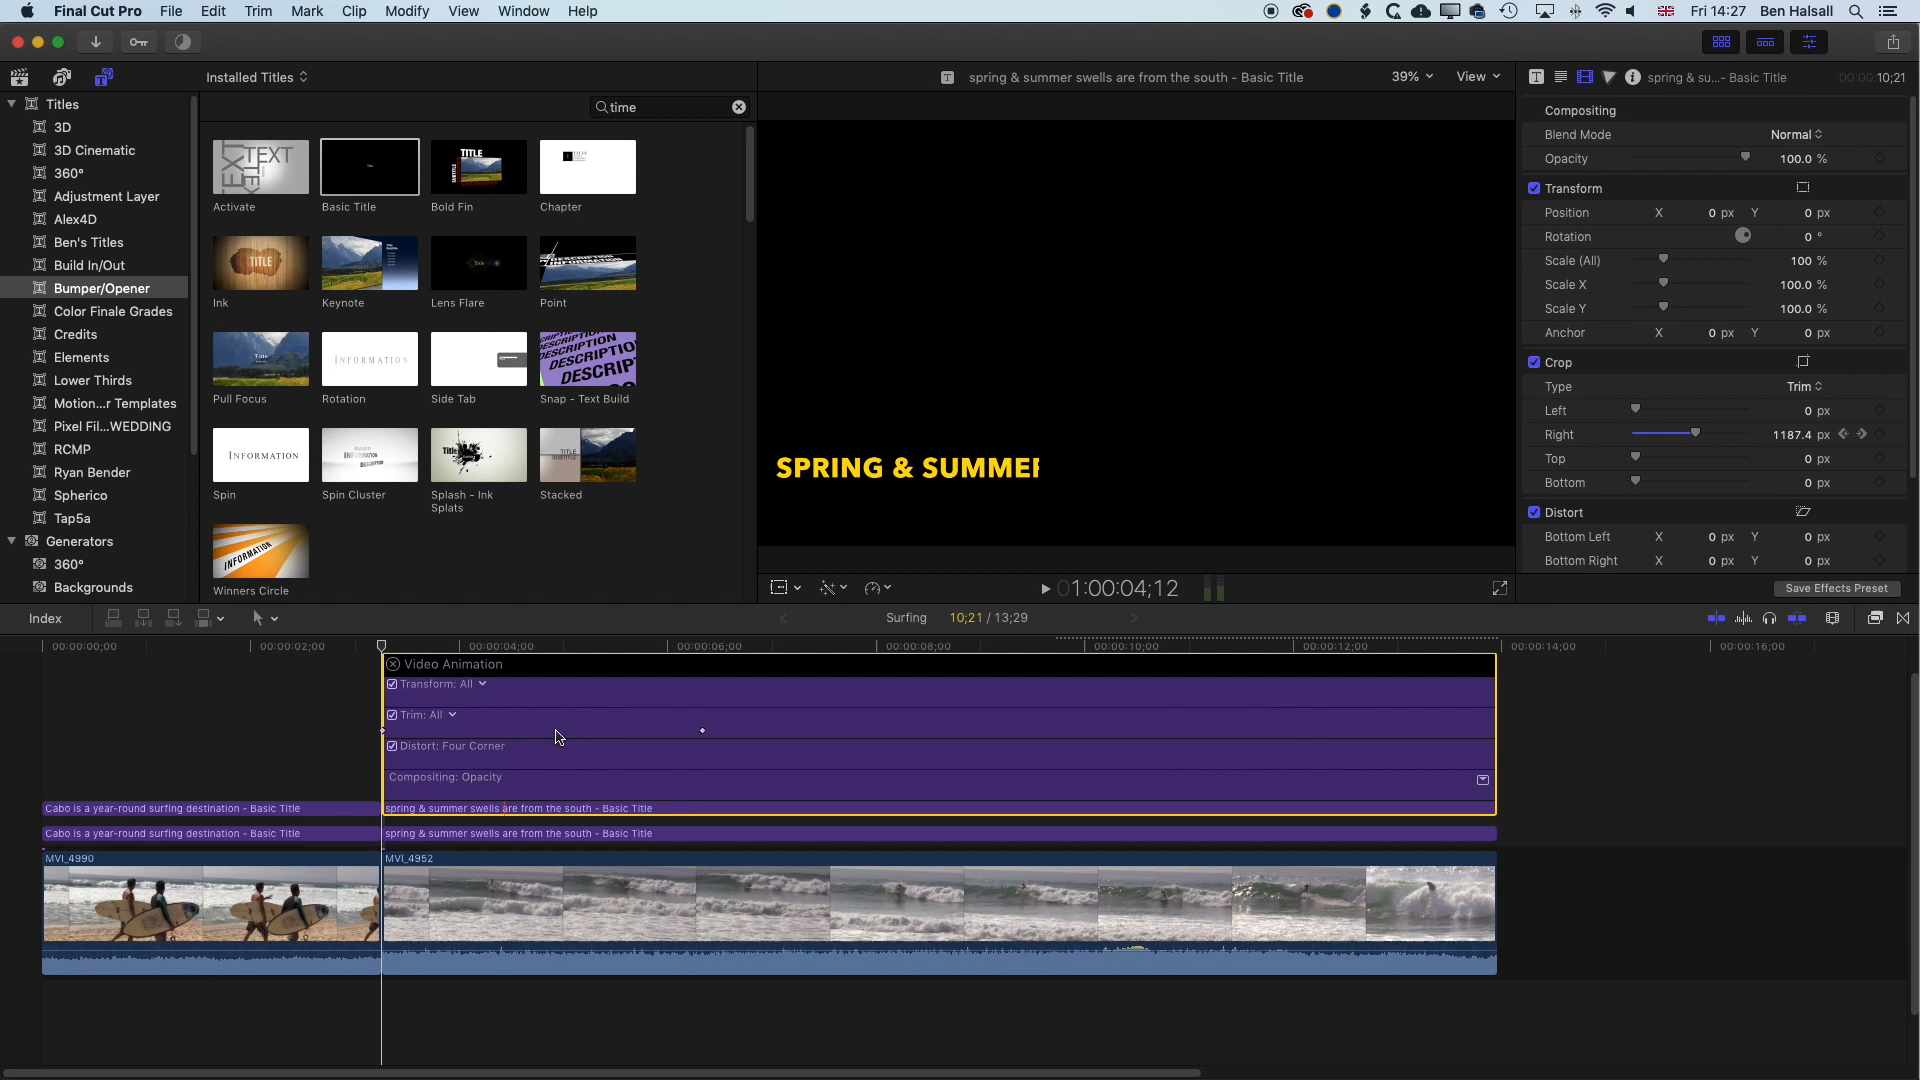 Final Cut Pro File Edit Trim Mark Clip Modify View Window Help Fri 14:27 Ben Halsall
Installed Titles
spring & summer swells are from the south - Basic Title 39% View
spring & su...- Basic Title 00:00:10;21
time
Titles
3D
3D Cinematic
360°
Adjustment Layer
Alex4D
Ben's Titles
Build In/Out
Bumper/Opener
Color Finale Grades
Credits
Elements
Lower Thirds
Motion...r Templates
Pixel Fil...WEDDING
RCMP
Ryan Bender
Spherico
Tap5a
Generators
360°
Backgrounds
Activate Basic Title Bold Fin Chapter
Ink Keynote Lens Flare Point
Pull Focus Rotation Side Tab Snap - Text Build
Spin Spin Cluster Splash - Ink Splats Stacked
Winners Circle
TEXT
TEXT
TITLE
SUBTITLE
TITLE
DESCRIPTION
INFORMATION
Title
INFORMATION
DESCRIPTION
DESCRIPTION
DESCRIPTION
INFORMATION
NAME
INFORMATION
DESCRIPTION
Title
TITLE
SUBTITLE
INFORMATION
SPRING & SUMMER
Compositing
Blend Mode Normal
Opacity 100.0 %
Transform
Position X 0 px Y 0 px
Rotation 0 °
Scale (All) 100 %
Scale X 100.0 %
Scale Y 100.0 %
Anchor X 0 px Y 0 px
Crop
Type Trim
Left 0 px
Right 1187.4 px
Top 0 px
Bottom 0 px
Distort
Bottom Left X 0 px Y 0 px
Bottom Right X 0 px Y 0 px
Save Effects Preset
01:00:04;12
Index
Surfing 10;21 / 13;29
00:00:00;00 00:00:02;00 00:00:04;00 00:00:06;00 00:00:08;00 00:00:10;00 00:00:12;00 00:00:14;00 00:00:16;00
Video Animation
Transform: All
Trim: All
Distort: Four Corner
Compositing: Opacity
Cabo is a year-round surfing destination - Basic Title spring & summer swells are from the south - Basic Title
Cabo is a year-round surfing destination - Basic Title spring & summer swells are from the south - Basic Title
MVI_4990 MVI_4952